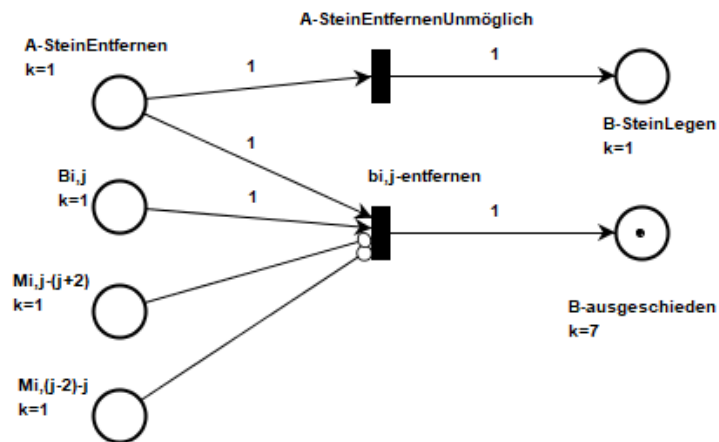 A-SteinEntfernenUnmöglich
A-SteinEntfernen
k=1
1
1
B-SteinLegen
k=1
1
Bi,j
k=1
1
bi,j-entfernen
1
Mi,j-(j+2)
k=1
B-ausgeschieden
k=7
Mi,(j-2)-j
k=1